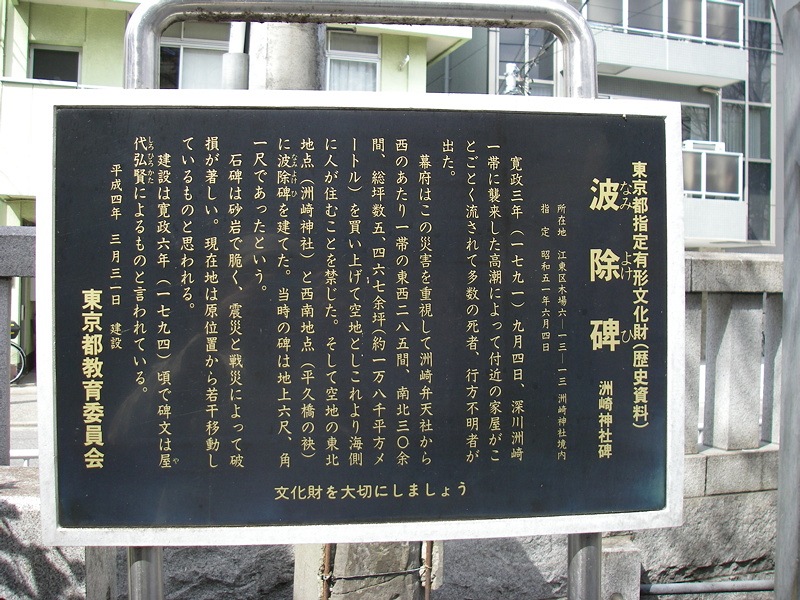 東京都指定有形文化財（歴史資料）
波除碑
なみ よけ ひ
洲崎神社碑
所在地 江東区木場六―一三―一三 洲崎神社境内
指定 昭和五一年六月四日
寛政三年（一七九一）九月四日、深川洲崎
一帯に襲来した高潮によって付近の家屋がこ
とごとく流されて多数の死者、行方不明者が
出た。
幕府はこの災害を重視して洲崎弁天社から
西のあたり一帯の東西二八五間、南北三〇余
間、総坪数五、四六七余坪（約一万八千平方メ
ートル）を買い上げて空地としこれより海側
に人が住むことを禁じた。そして空地の東北
地点（洲崎神社）と西南地点（平久橋の袂）
に波除碑を建てた。当時の碑は地上六尺、角
なみよけひ
一尺であったという。
石碑は砂岩で脆く、震災と戦災によって破
損が著しい。現在地は原位置から若干移動し
ているものと思われる。
建設は寛政六年（一七九四）頃で碑文は屋
や
代弘賢によるものと言われている。
しろひろかた
平成四年 三月三一日 建設
東京都教育委員会
文化財を大切にしましょう